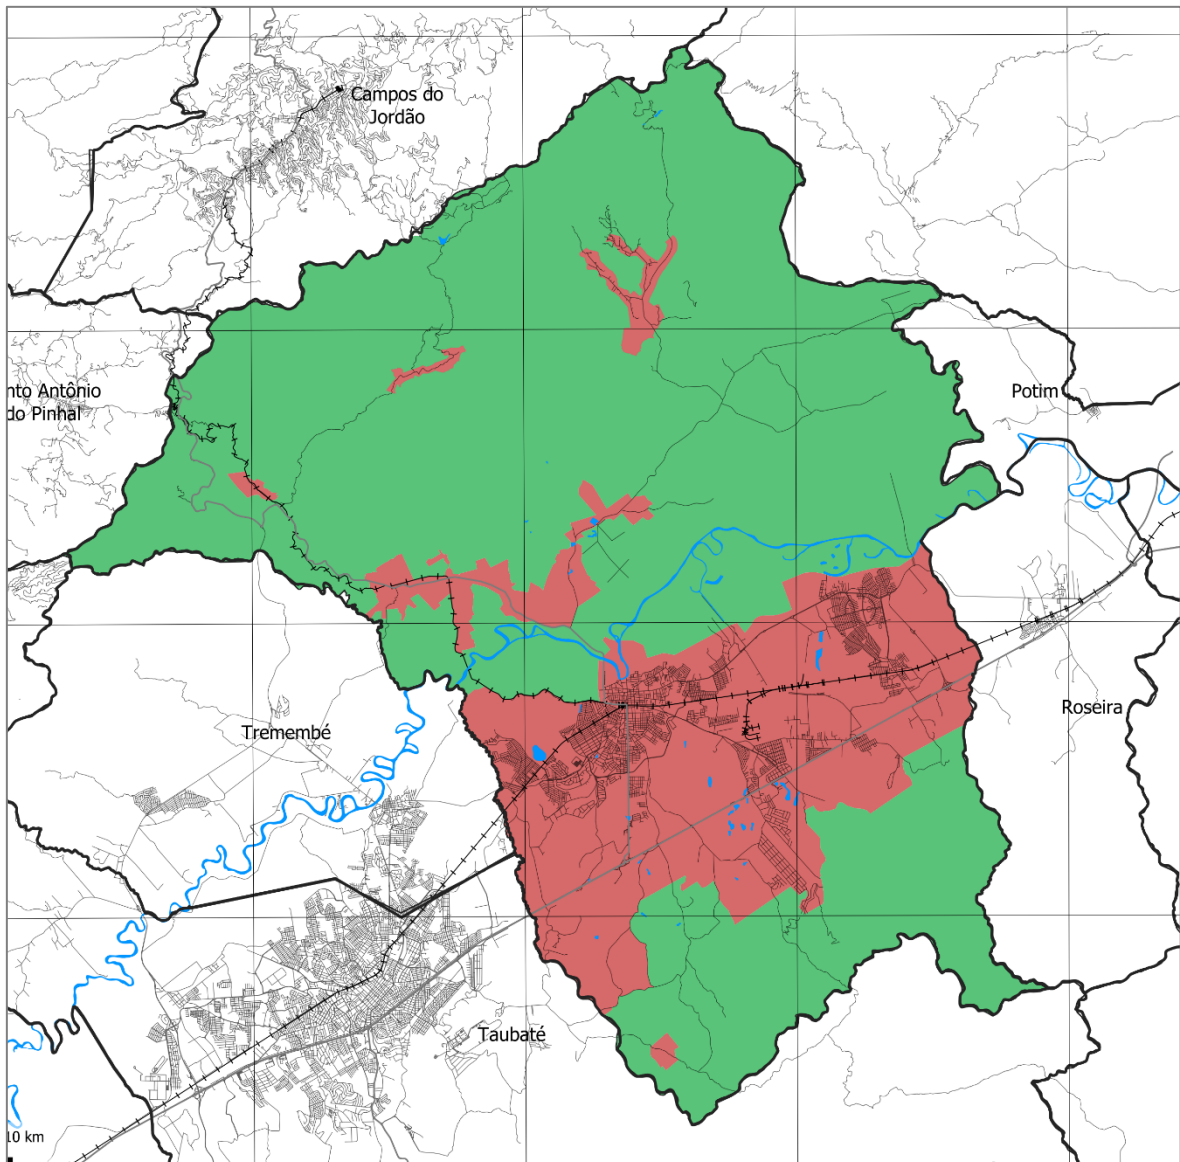 Campos do
Jordão
nto Antônio
do Pinhal
Potim
Roseira
Tremembé
Taubaté
10 km